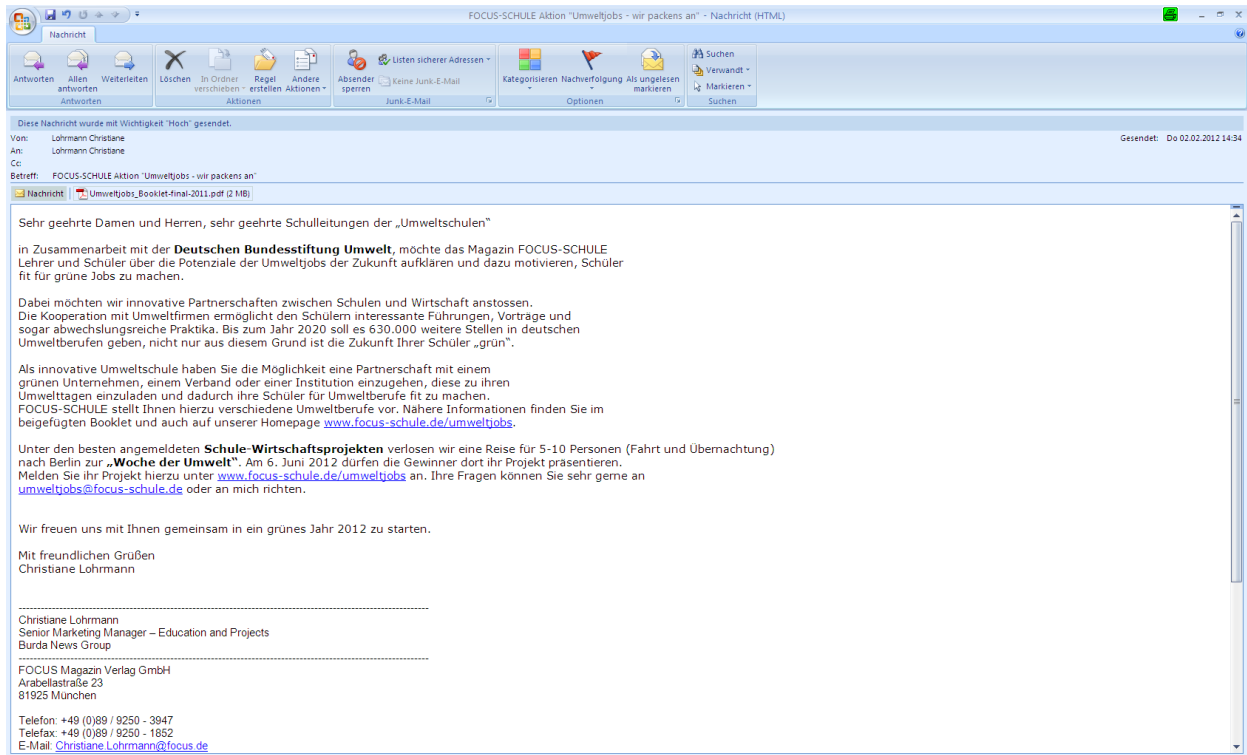 FOCUS-SCHULE Aktion "Umweltjobs - wir packens an" - Nachricht (HTML)
Nachricht
Antworten
Allen antworten
Weiterleiten
Löschen
In Ordner verschieben
Regel erstellen
Andere Aktionen
Absender sperren
Listen sicherer Adressen
Keine Junk-E-Mail
Kategorisieren
Nachverfolgung
Als ungelesen markieren
Suchen
Verwandt
Markieren
Antworten
Aktionen
Junk-E-Mail
Optionen
Suchen
Diese Nachricht wurde mit Wichtigkeit "Hoch" gesendet.
Von: Lohrmann Christiane
Gesendet: Do 02.02.2012 14:34
An: Lohrmann Christiane
Cc:
Betreff: FOCUS-SCHULE Aktion "Umweltjobs - wir packens an"
Nachricht
Umweltjobs_Booklet-final-2011.pdf (2 MB)
Sehr geehrte Damen und Herren, sehr geehrte Schulleitungen der „Umweltschulen“
in Zusammenarbeit mit der Deutschen Bundesstiftung Umwelt, möchte das Magazin FOCUS-SCHULE
Lehrer und Schüler über die Potenziale der Umweltjobs der Zukunft aufklären und dazu motivieren, Schüler
fit für grüne Jobs zu machen.
Dabei möchten wir innovative Partnerschaften zwischen Schulen und Wirtschaft anstossen.
Die Kooperation mit Umweltfirmen ermöglicht den Schülern interessante Führungen, Vorträge und
sogar abwechslungsreiche Praktika. Bis zum Jahr 2020 soll es 630.000 weitere Stellen in deutschen
Umweltberufen geben, nicht nur aus diesem Grund ist die Zukunft Ihrer Schüler „grün“.
Als innovative Umweltschule haben Sie die Möglichkeit eine Partnerschaft mit einem
grünen Unternehmen, einem Verband oder einer Institution einzugehen, diese zu ihren
Umwelttagen einzuladen und dadurch ihre Schüler für Umweltberufe fit zu machen.
FOCUS-SCHULE stellt Ihnen hierzu verschiedene Umweltberufe vor. Nähere Informationen finden Sie im
beigefügten Booklet und auch auf unserer Homepage www.focus-schule.de/umweltjobs.
Unter den besten angemeldeten Schule-Wirtschaftsprojekten verlosen wir eine Reise für 5-10 Personen (Fahrt und Übernachtung)
nach Berlin zur „Woche der Umwelt“. Am 6. Juni 2012 dürfen die Gewinner dort ihr Projekt präsentieren.
Melden Sie ihr Projekt hierzu unter www.focus-schule.de/umweltjobs an. Ihre Fragen können Sie sehr gerne an
umweltjobs@focus-schule.de oder an mich richten.
Wir freuen uns mit Ihnen gemeinsam in ein grünes Jahr 2012 zu starten.
Mit freundlichen Grüßen
Christiane Lohrmann
Christiane Lohrmann
Senior Marketing Manager – Education and Projects
Burda News Group
FOCUS Magazin Verlag GmbH
Arabellastraße 23
81925 München
Telefon: +49 (0)89 / 9250 - 3947
Telefax: +49 (0)89 / 9250 - 1852
E-Mail: Christiane.Lohrmann@focus.de